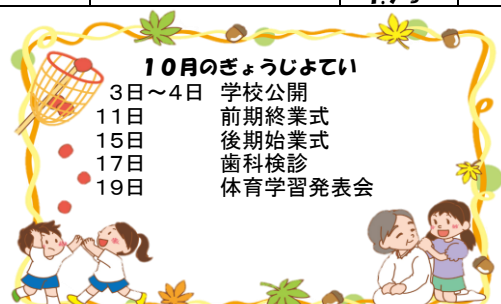 10月のぎょうじよてい
3日～4日 学校公開
11日 前期終業式
15日 後期始業式
17日 歯科検診
19日 体育学習発表会